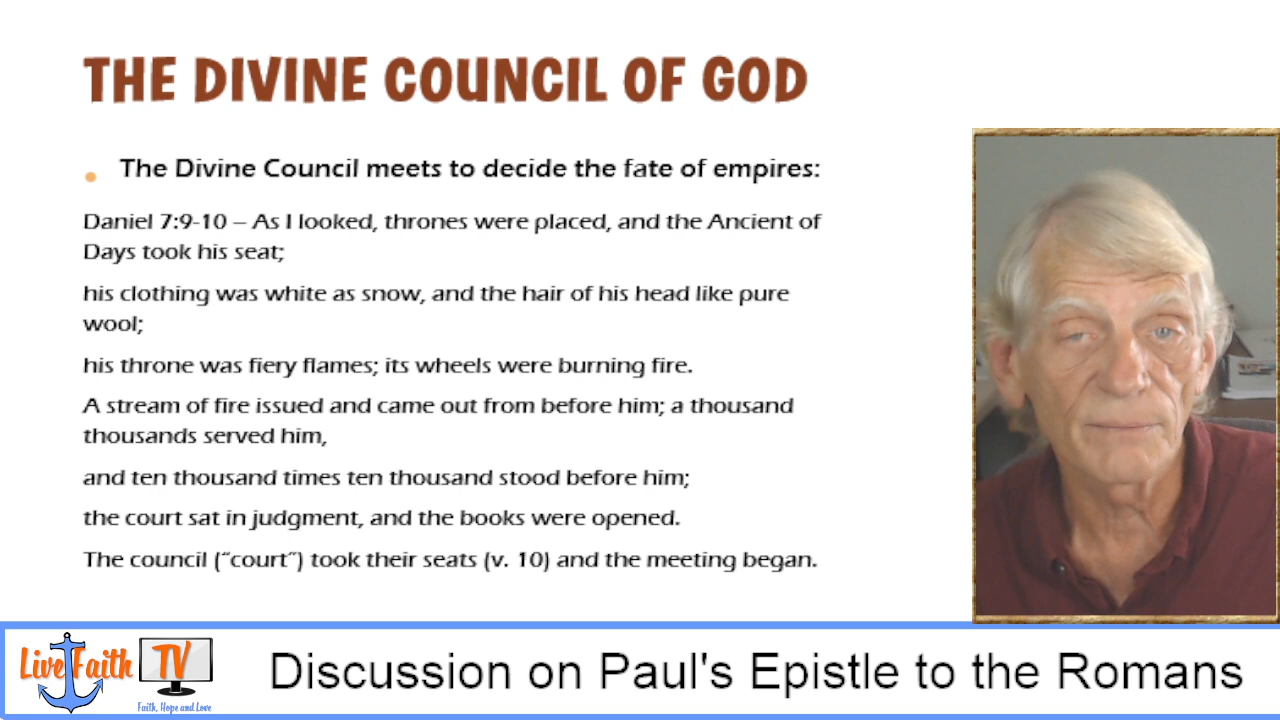 THE DIVINE COUNCIL OF GOD
• The Divine Council meets to decide the fate of empires:
Daniel 7:9-10 – As I looked, thrones were placed, and the Ancient of
Days took his seat;
his clothing was white as snow, and the hair of his head like pure
wool;
his throne was fiery flames; its wheels were burning fire.
A stream of fire issued and came out from before him; a thousand
thousands served him,
and ten thousand times ten thousand stood before him;
the court sat in judgment, and the books were opened.
The council (“court”) took their seats (v. 10) and the meeting began.
Live Faith TV
Faith, Hope and Love
Discussion on Paul's Epistle to the Romans